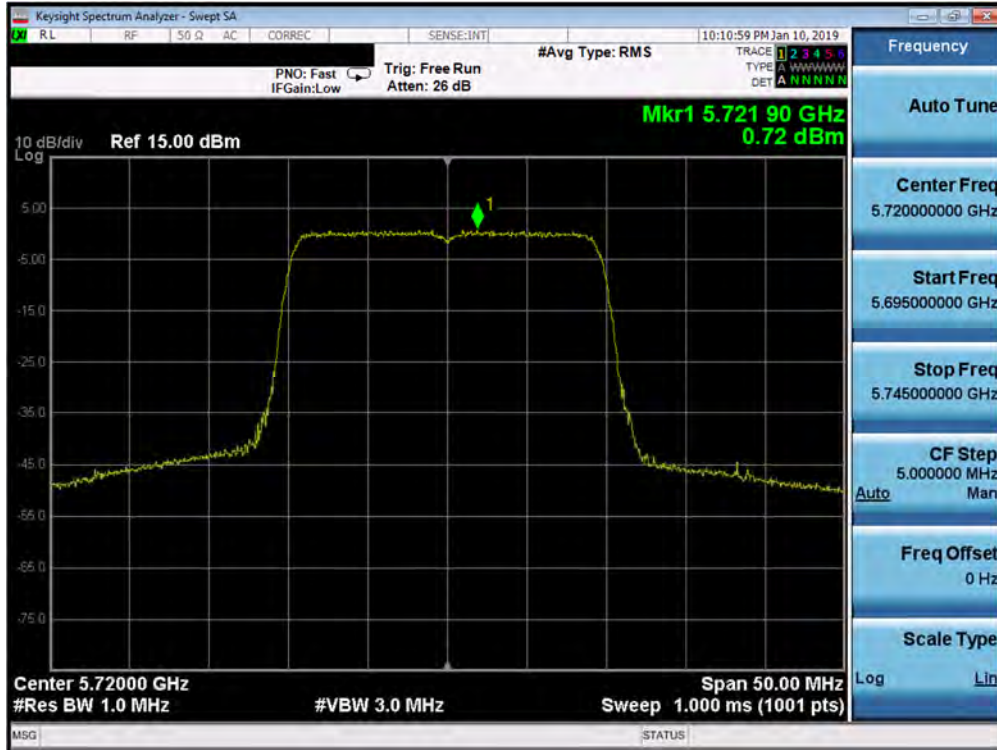 Keysight Spectrum Analyzer - Swept SA
LXI RL RF 50 Ω AC CORREC SENSE:INT 10:10:59 PM Jan 10, 2019
#Avg Type: RMS
TRACE 1 2 3 4 5 6
TYPE A WWWWW
DET A N N N N N
PNO: Fast
IFGain:Low
Trig: Free Run
Atten: 26 dB
Mkr1 5.721 90 GHz
0.72 dBm
10 dB/div
Log
Ref 15.00 dBm
1
5.00
-5.00
-15.0
-25.0
-35.0
-45.0
-55.0
-65.0
-75.0
Center 5.72000 GHz
#Res BW 1.0 MHz
#VBW 3.0 MHz
Span 50.00 MHz
Sweep 1.000 ms (1001 pts)
MSG
STATUS
Frequency
Auto Tune
Center Freq
5.720000000 GHz
Start Freq
5.695000000 GHz
Stop Freq
5.745000000 GHz
CF Step
5.000000 MHz
Auto Man
Freq Offset
0 Hz
Scale Type
Log Lin